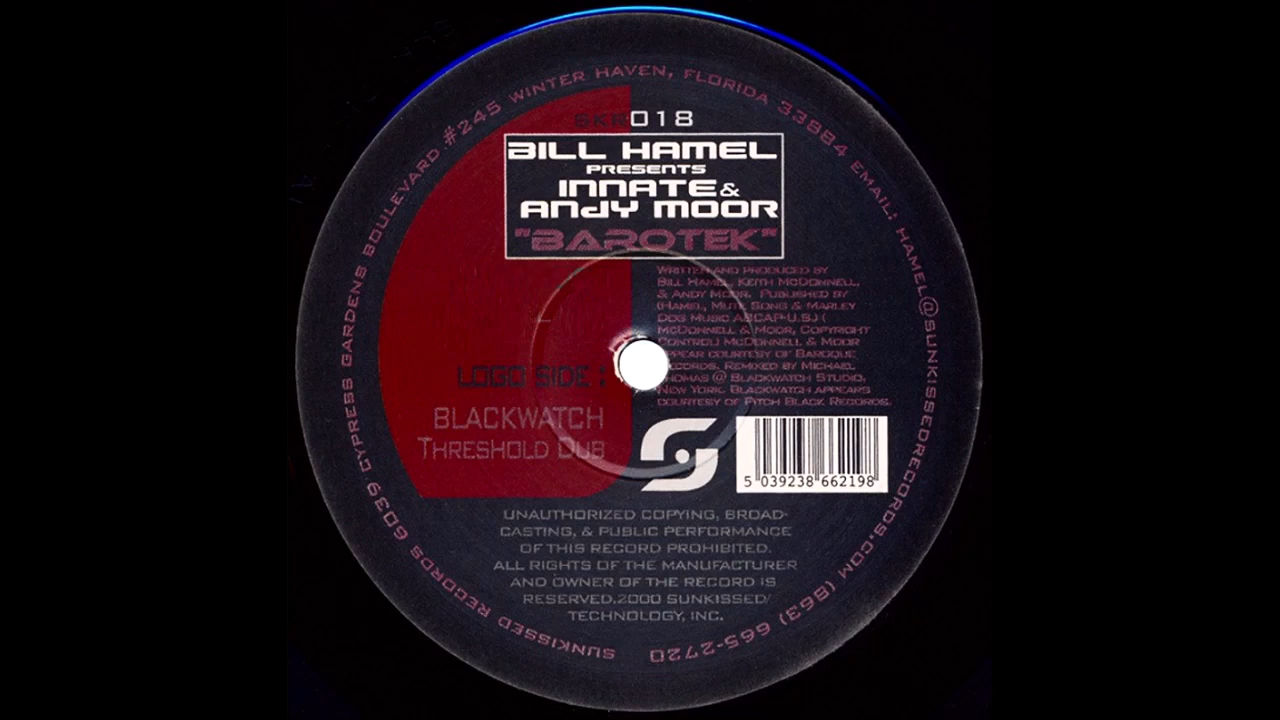 SKR018
BILL HAMEL
PRESENTS
INNATE &
ANDY MOOR
"BAROTEK"
WRITTEN AND PRODUCED BY
BILL HAMEL, KEITH MCDONNELL,
& ANDY MOOR. PUBLISHED BY
(HAMEL, MUTE SONG & MARLEY
DOG MUSIC ASCAP-U.S.) (
MCDONNELL & MOOR, COPYRIGHT
CONTROL) MCDONNELL & MOOR
APPEAR COURTESY OF BAROQUE
RECORDS. REMIXED BY MICHAEL
THOMAS @ BLACKWATCH STUDIO,
NEW YORK. BLACKWATCH APPEARS
COURTESY OF PITCH BLACK RECORDS.
LOGO SIDE:
BLACKWATCH
THRESHOLD DUB
5 039238 662198
UNAUTHORIZED COPYING, BROAD-
CASTING, & PUBLIC PERFORMANCE
OF THIS RECORD PROHIBITED.
ALL RIGHTS OF THE MANUFACTURER
AND OWNER OF THE RECORD IS
RESERVED.2000 SUNKISSED/
TECHNOLOGY, INC.
SUNKISSED RECORDS 6039 CYPRESS GARDENS BOULEVARD #245 WINTER HAVEN, FLORIDA 33884 EMAIL: HAMEL@SUNKISSEDRECORDS.COM (863) 665-2720